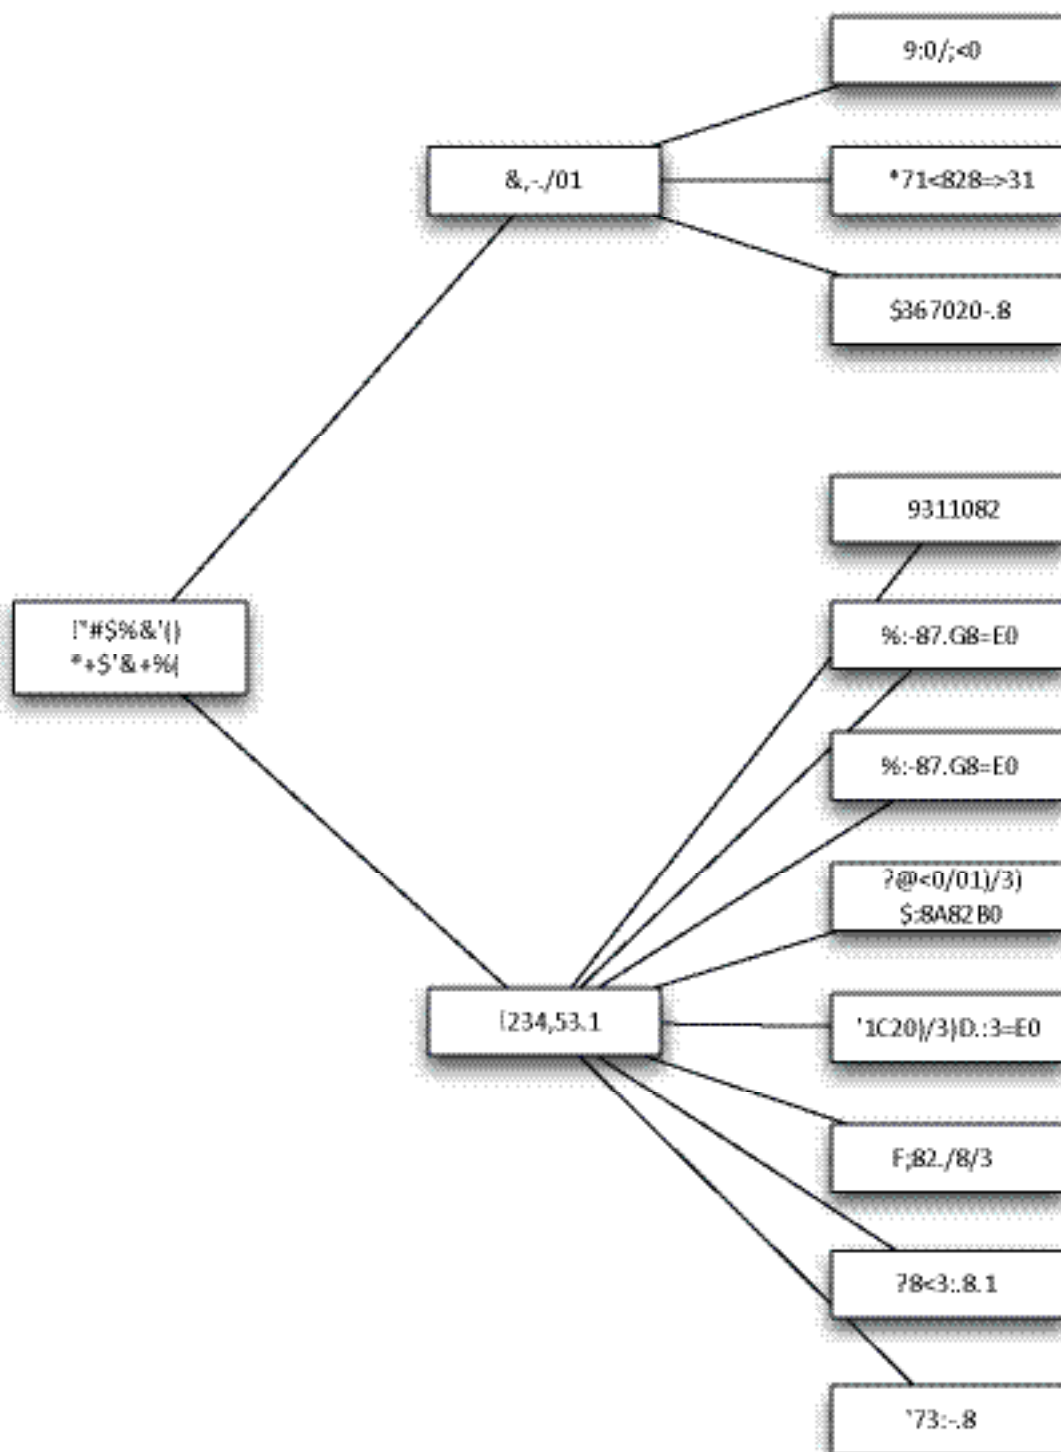 9:0/;<0
&,-./01
*71<828=>31
$367020-.8
9311082
!"#$%&'()
*+$'&+%(
%:-87.G8=E0
%:-87.G8=E0
?@<0/01)/3)
$:8A82B0
!234,53.1
'1C20)/3)D.:3=E0
F;82./8/3
?8<3:.8.1
'73:-.8